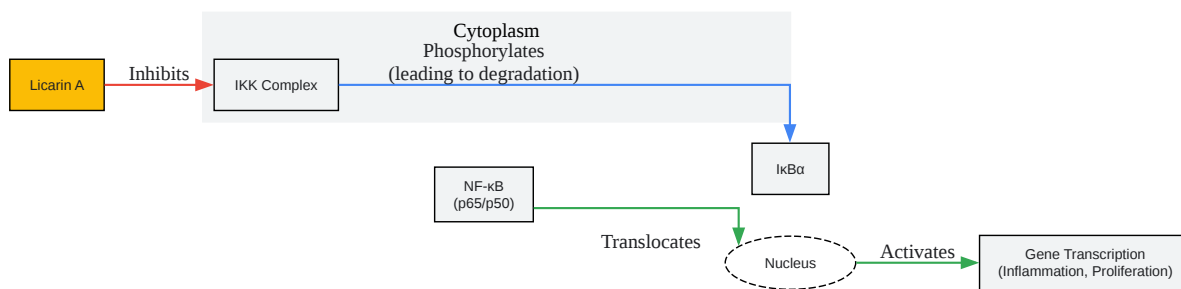 Cytoplasm
Phosphorylates
(leading to degradation)
Inhibits
Licarin A
IKK Complex
IκBα
NF-κB
(p65/p50)
Translocates
Nucleus
Activates
Gene Transcription
(Inflammation, Proliferation)